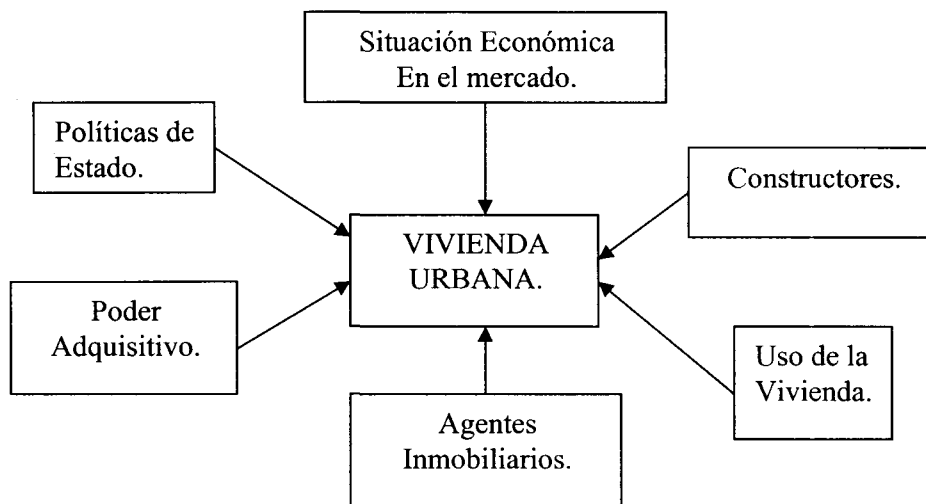 Situación Económica
En el mercado.
Políticas de
Estado.
Constructores.
VIVIENDA
URBANA.
Poder
Adquisitivo.
Uso de la
Vivienda.
Agentes
Inmobiliarios.